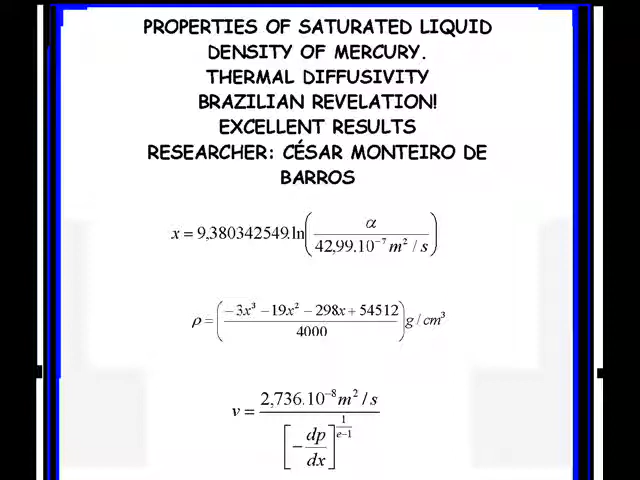 PROPERTIES OF SATURATED LIQUID
DENSITY OF MERCURY.
THERMAL DIFFUSIVITY
BRAZILIAN REVELATION!
EXCELLENT RESULTS
RESEARCHER: CÉSAR MONTEIRO DE
BARROS
x = 9,380342549.ln(α / 42,99.10⁻⁷ m² / s)
ρ = (−3x³ −19x² −298x + 54512 / 4000) g / cm³
v = 2,736.10⁻⁸ m² / s / [− dp / dx]^(1 / e−1)